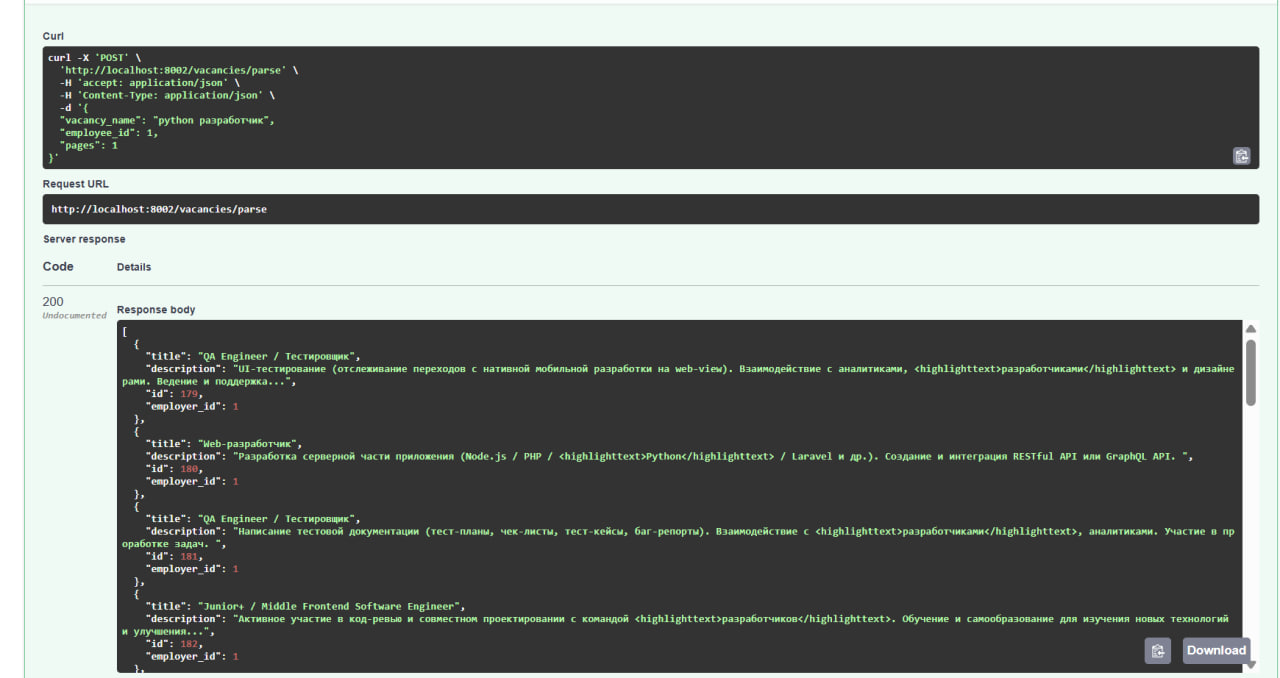 Curl
curl -X 'POST' \
  'http://localhost:8002/vacancies/parse' \
  -H 'accept: application/json' \
  -H 'Content-Type: application/json' \
  -d '{
  "vacancy_name": "python разработчик",
  "employee_id": 1,
  "pages": 1
}'
Request URL
http://localhost:8002/vacancies/parse
Server response
Code Details
200
Undocumented
Response body
[
  {
    "title": "QA Engineer / Тестировщик",
    "description": "UI-тестирование (отслеживание переходов с нативной мобильной разработки на web-view). Взаимодействие с аналитиками, <highlighttext>разработчиками</highlighttext> и дизайне
рами. Ведение и поддержка...",
    "id": 179,
    "employer_id": 1
  },
  {
    "title": "Web-разработчик",
    "description": "Разработка серверной части приложения (Node.js / PHP / <highlighttext>Python</highlighttext> / Laravel и др.). Создание и интеграция RESTful API или GraphQL API. ",
    "id": 180,
    "employer_id": 1
  },
  {
    "title": "QA Engineer / Тестировщик",
    "description": "Написание тестовой документации (тест-планы, чек-листы, тест-кейсы, баг-репорты). Взаимодействие с <highlighttext>разработчиками</highlighttext>, аналитиками. Участие в пр
оработке задач. ",
    "id": 181,
    "employer_id": 1
  },
  {
    "title": "Junior+ / Middle Frontend Software Engineer",
    "description": "Активное участие в код-ревью и совместном проектировании с командой <highlighttext>разработчиков</highlighttext>. Обучение и самообразование для изучения новых технологий
и улучшения...",
    "id": 182,
    "employer_id": 1
  },
Download